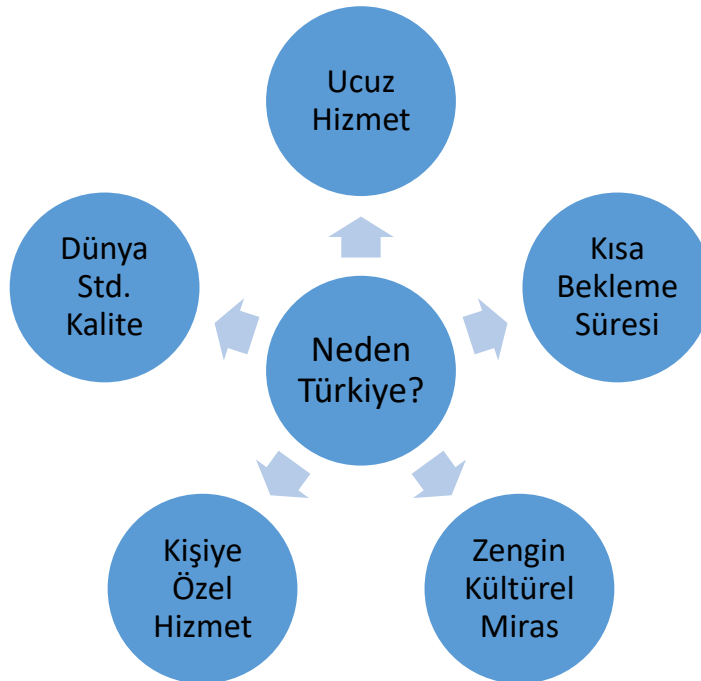 Ucuz
Hizmet
Dünya
Std.
Kalite
Kısa
Bekleme
Süresi
Neden
Türkiye?
Kişiye
Özel
Hizmet
Zengin
Kültürel
Miras